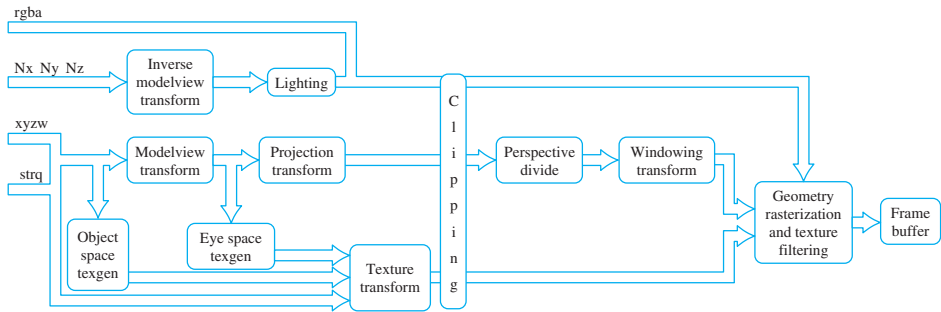 rgba
Nx Ny Nz
Inverse
modelview
transform
Lighting
xyzw
Modelview
transform
Projection
transform
C
l
i
p
p
i
n
g
Perspective
divide
Windowing
transform
strq
Object
space
texgen
Eye space
texgen
Texture
transform
Geometry
rasterization
and texture
filtering
Frame
buffer